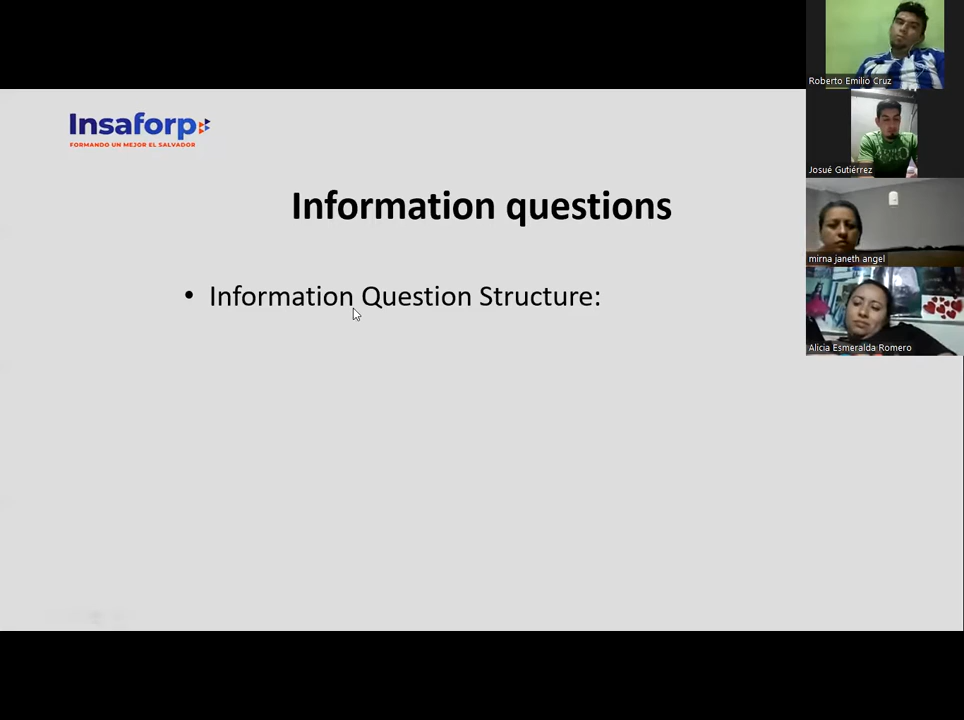 Insaforp
FORMANDO UN MEJOR EL SALVADOR
Information questions
• Information Question Structure:
Roberto Emilio Cruz
Josué Gutiérrez
mirna janeth angel
Alicia Esmeralda Romero